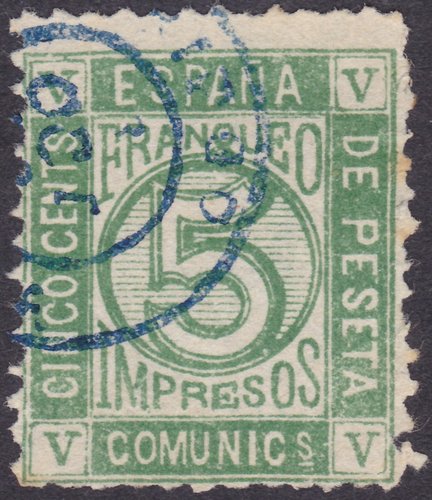 V ESPAÑA V
FRANQUEO
CINCO CENTS
5
DE PESETA
IMPRESOS
V COMUNICS V